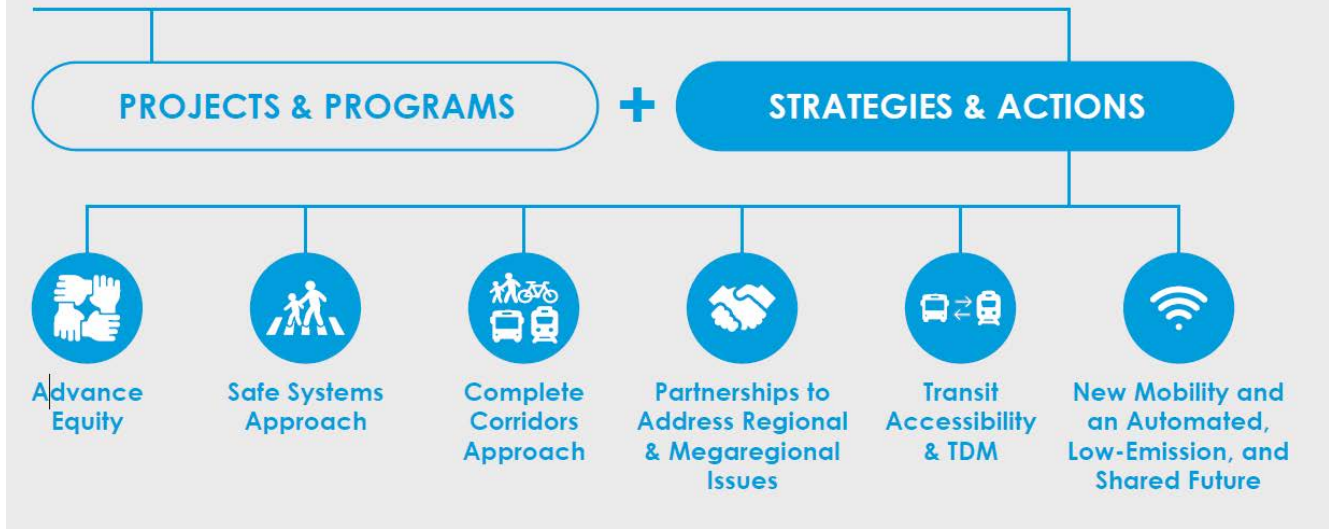 PROJECTS & PROGRAMS
+
STRATEGIES & ACTIONS
Advance
Equity
Safe Systems
Approach
Complete
Corridors
Approach
Partnerships to
Address Regional
& Megaregional
Issues
Transit
Accessibility
& TDM
New Mobility and
an Automated,
Low-Emission, and
Shared Future